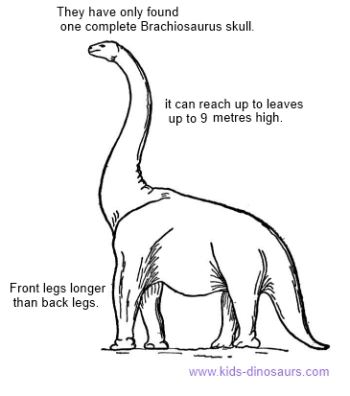 They have only found
one complete Brachiosaurus skull.
it can reach up to leaves
up to 9 metres high.
Front legs longer
than back legs.
www.kids-dinosaurs.com